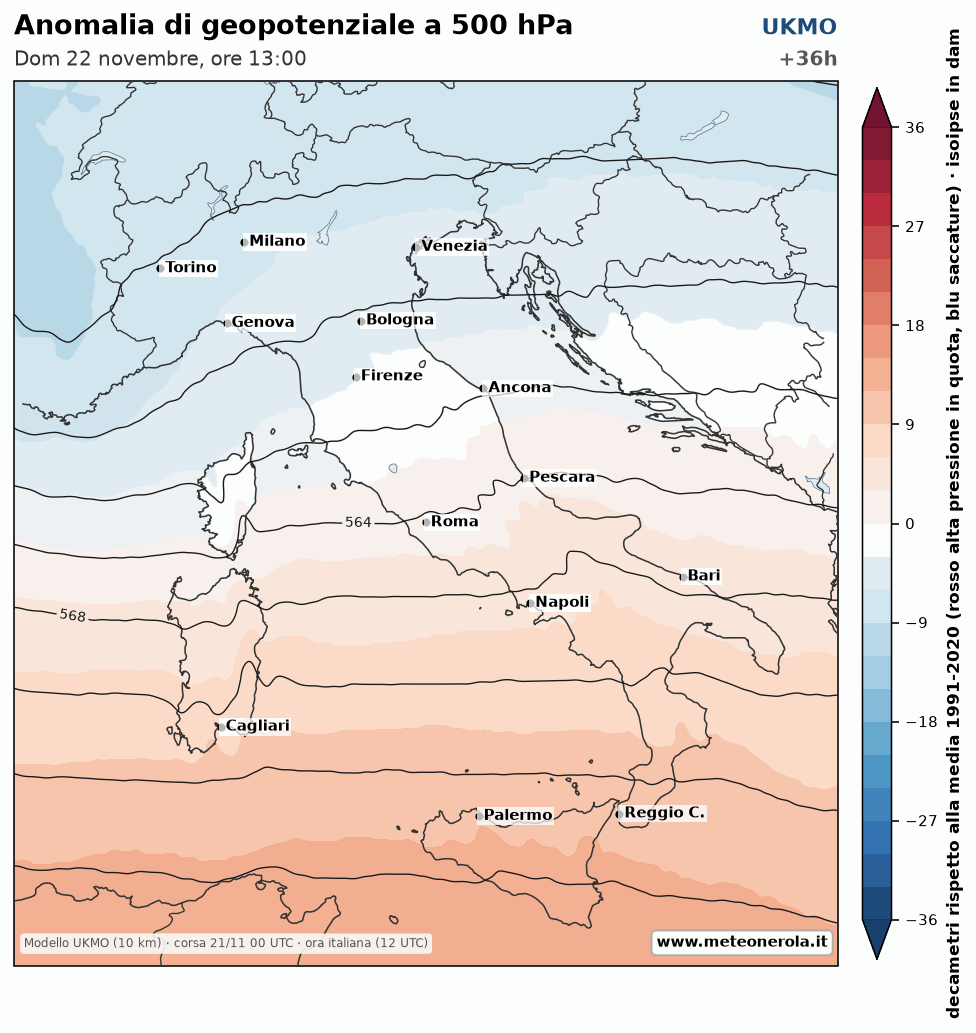 Anomalia di geopotenziale a 500 hPa
UKMO
Dom 22 novembre, ore 13:00
+36h
Milano
Venezia
Torino
Genova
Bologna
Firenze
Ancona
Pescara
564
Roma
Bari
Napoli
568
Cagliari
Palermo
Reggio C.
Modello UKMO (10 km) · corsa 21/11 00 UTC · ora italiana (12 UTC)
www.meteonerola.it
36
27
18
9
0
−9
−18
−27
−36
decametri rispetto alla media 1991-2020 (rosso alta pressione in quota, blu saccature) · isoipse in dam